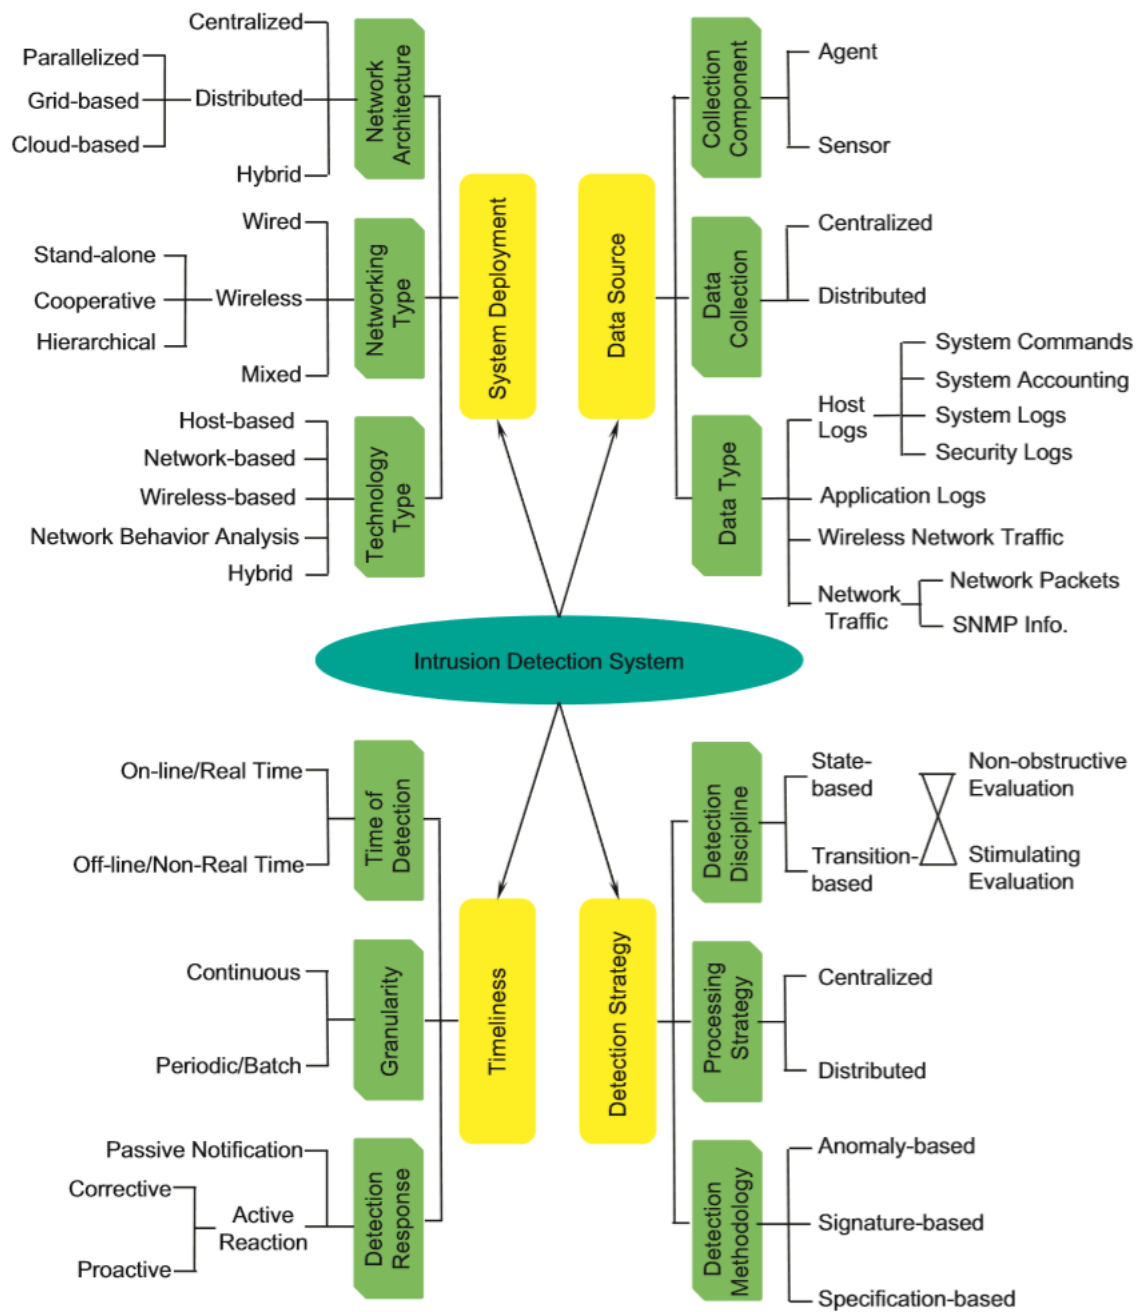 Centralized
Parallelized
Grid-based
Distributed
Cloud-based
Hybrid
Network
Architecture
Wired
Stand-alone
Cooperative
Wireless
Hierarchical
Mixed
Networking
Type
Host-based
Network-based
Wireless-based
Network Behavior Analysis
Hybrid
Technology
Type
System Deployment
Data Source
Collection
Component
Agent
Sensor
Data
Collection
Centralized
Distributed
Data Type
Host
Logs
System Commands
System Accounting
System Logs
Security Logs
Application Logs
Wireless Network Traffic
Network
Traffic
Network Packets
SNMP Info.
Intrusion Detection System
On-line/Real Time
Off-line/Non-Real Time
Time of
Detection
Continuous
Periodic/Batch
Granularity
Passive Notification
Corrective
Active
Reaction
Proactive
Detection
Response
Timeliness
Detection Strategy
Detection
Discipline
State-
based
Non-obstructive
Evaluation
Transition-
based
Stimulating
Evaluation
Processing
Strategy
Centralized
Distributed
Detection
Methodology
Anomaly-based
Signature-based
Specification-based